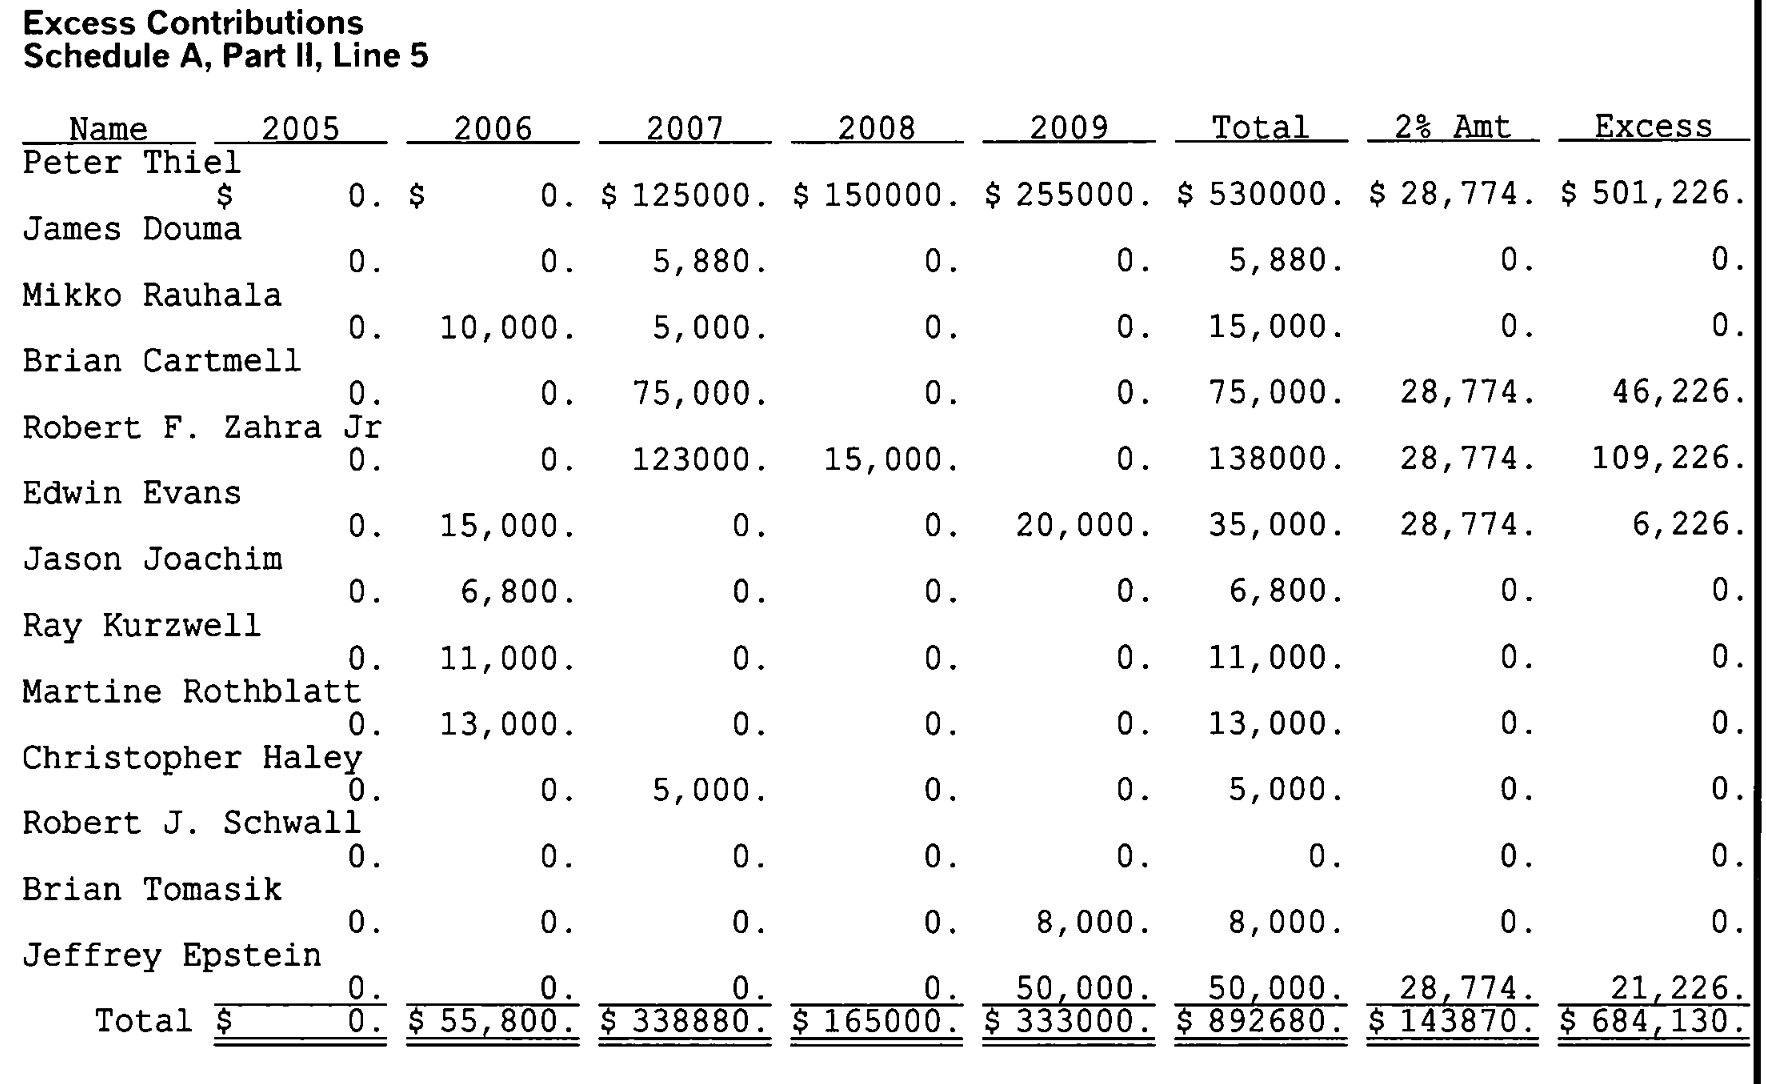 Excess Contributions
Schedule A, Part II, Line 5
Name 2005 2006 2007 2008 2009 Total 2% Amt Excess
Peter Thiel
$ 0. $ 0. $ 125000. $ 150000. $ 255000. $ 530000. $ 28,774. $ 501,226.
James Douma
0. 0. 5,880. 0. 0. 5,880. 0. 0.
Mikko Rauhala
0. 10,000. 5,000. 0. 0. 15,000. 0. 0.
Brian Cartmell
0. 0. 75,000. 0. 0. 75,000. 28,774. 46,226.
Robert F. Zahra Jr
0. 0. 123000. 15,000. 0. 138000. 28,774. 109,226.
Edwin Evans
0. 15,000. 0. 0. 20,000. 35,000. 28,774. 6,226.
Jason Joachim
0. 6,800. 0. 0. 0. 6,800. 0. 0.
Ray Kurzwell
0. 11,000. 0. 0. 0. 11,000. 0. 0.
Martine Rothblatt
0. 13,000. 0. 0. 0. 13,000. 0. 0.
Christopher Haley
0. 0. 5,000. 0. 0. 5,000. 0. 0.
Robert J. Schwall
0. 0. 0. 0. 0. 0. 0. 0.
Brian Tomasik
0. 0. 0. 0. 8,000. 8,000. 0. 0.
Jeffrey Epstein
0. 0. 0. 0. 50,000. 50,000. 28,774. 21,226.
Total $ 0. $ 55,800. $ 338880. $ 165000. $ 333000. $ 892680. $ 143870. $ 684,130.